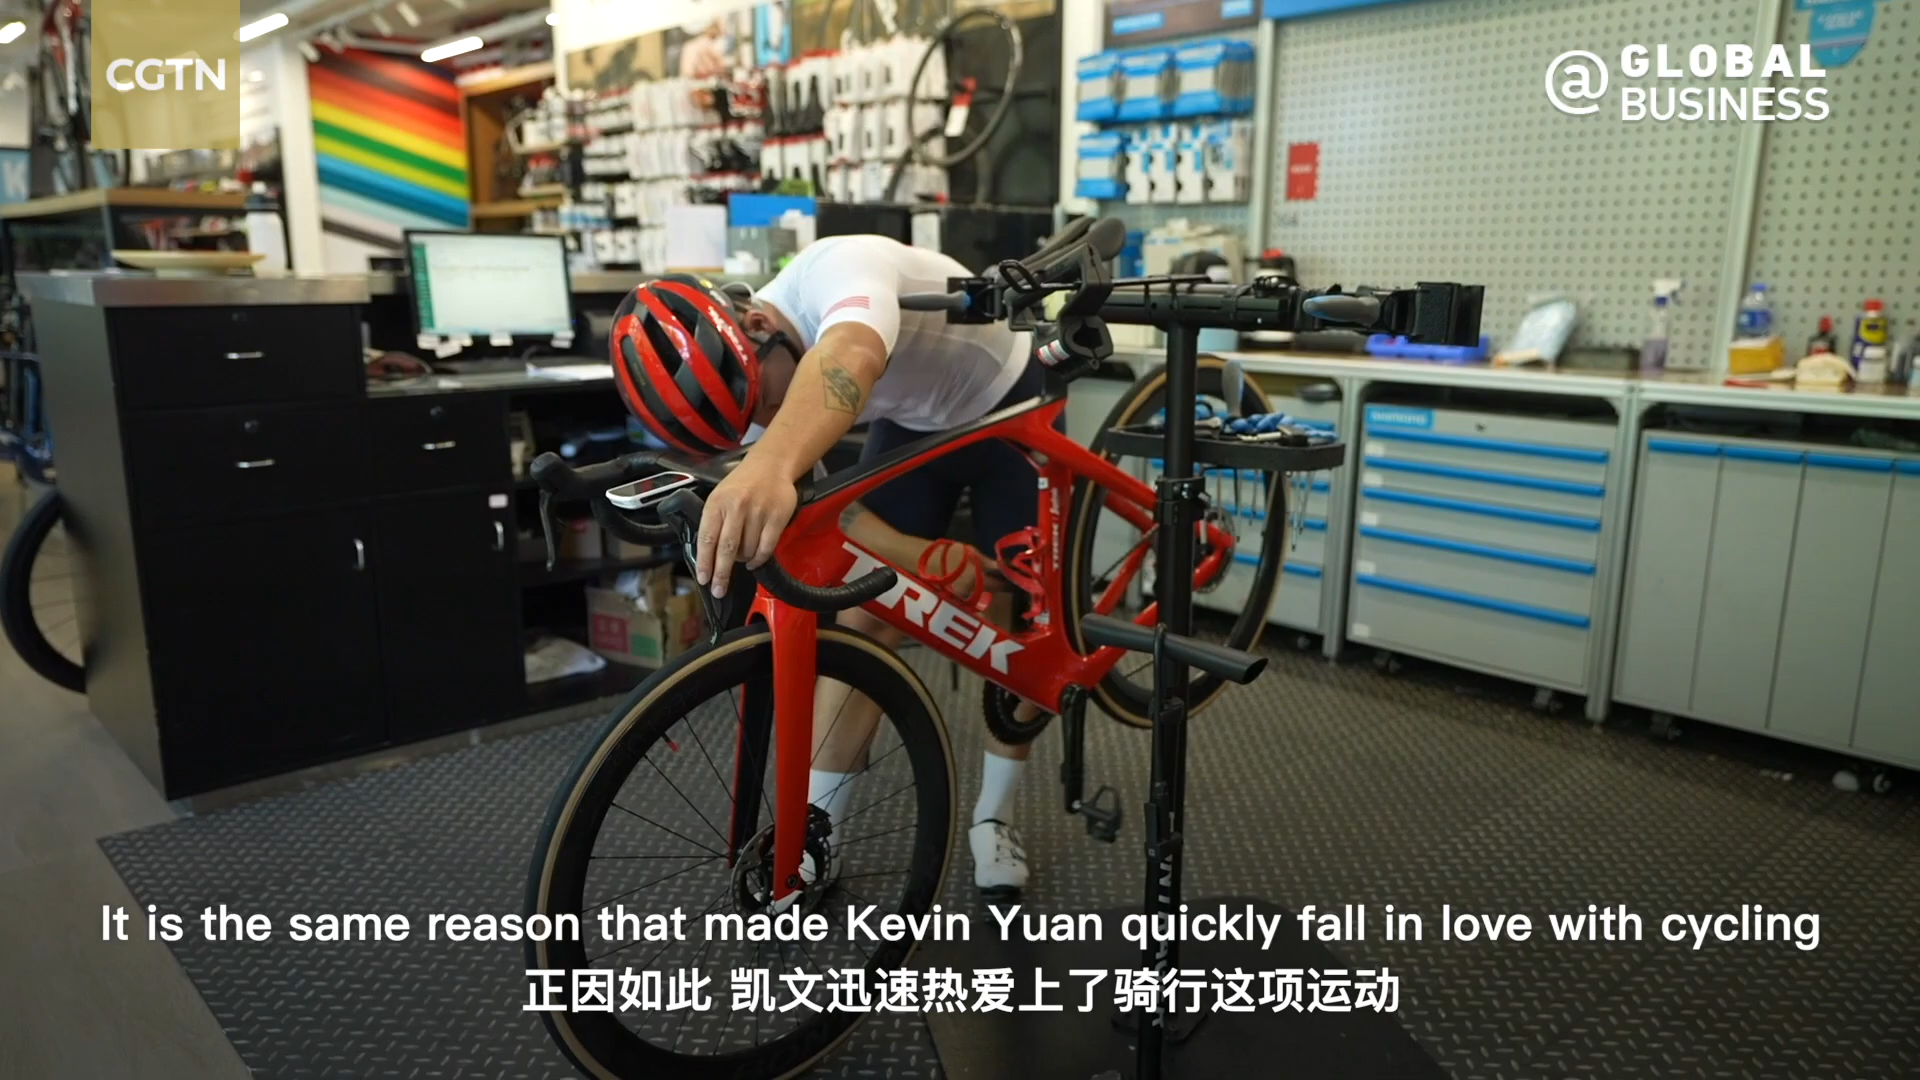 CGTN
@GLOBAL
BUSINESS
TREK
It is the same reason that made Kevin Yuan quickly fall in love with cycling
正因如此 凯文迅速热爱上了骑行这项运动